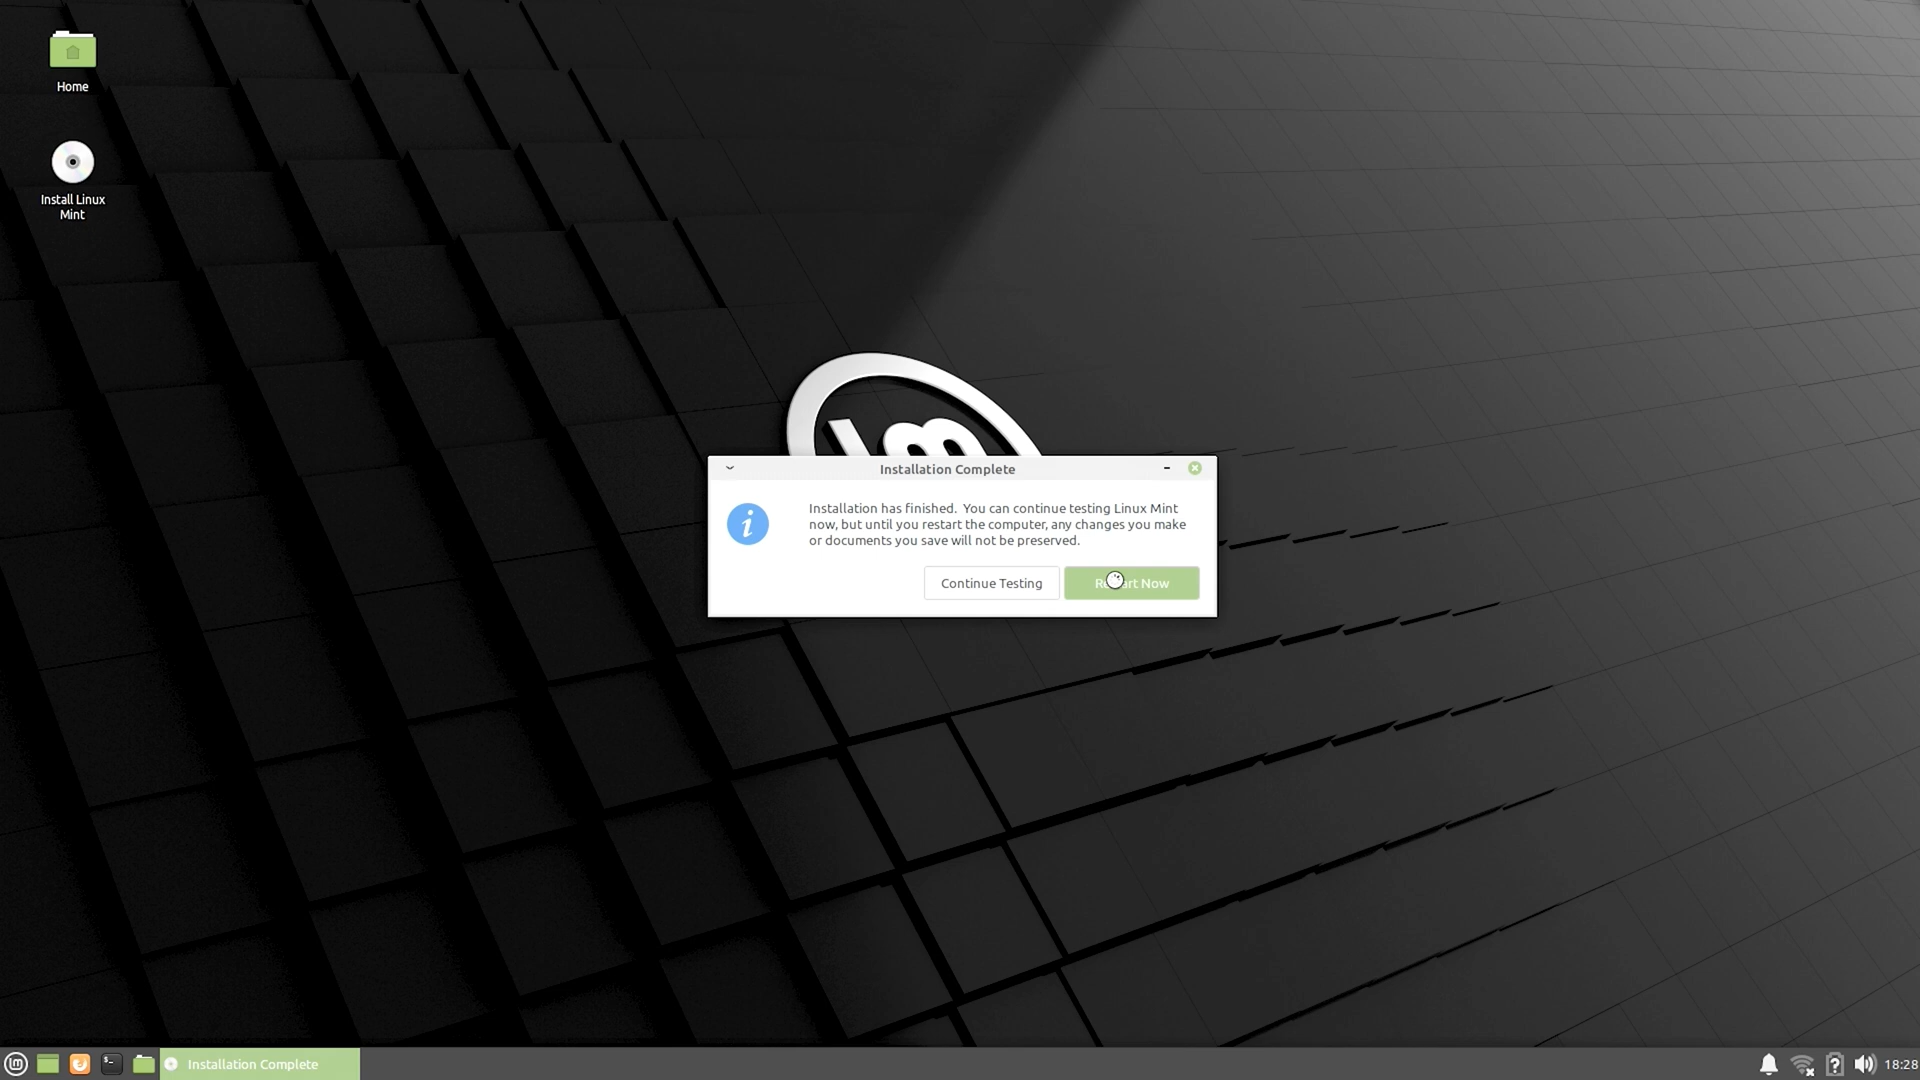 Home
Install Linux
Mint
lm
Installation Complete
Installation has finished. You can continue testing Linux Mint
now, but until you restart the computer, any changes you make
or documents you save will not be preserved.
Continue Testing
Restart Now
Installation Complete
18:28